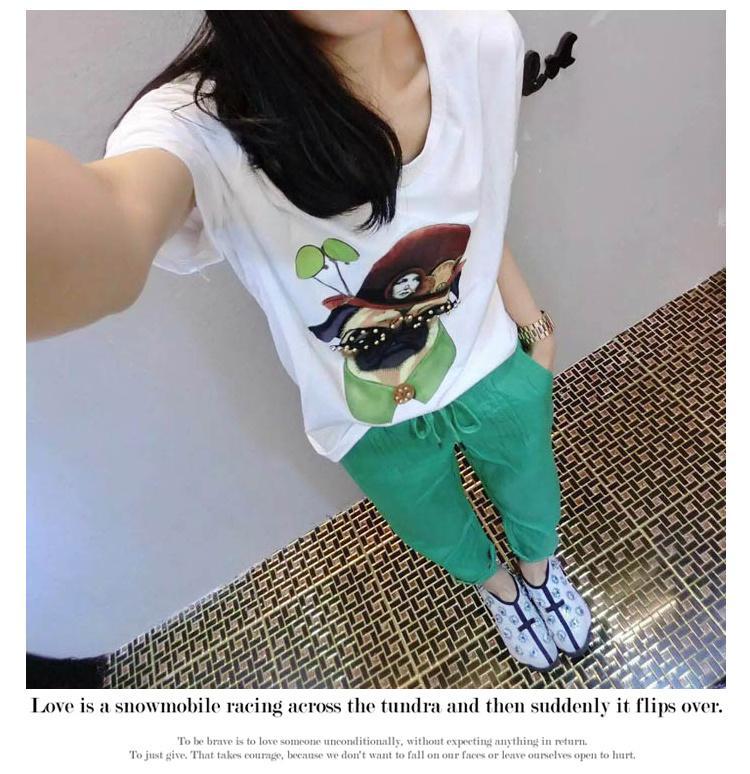 Love is a snowmobile racing across the tundra and then suddenly it flips over.
To be brave is to love someone unconditionally, without expecting anything in return.
To just give. That takes courage, because we don't want to fall on our faces or leave ourselves open to hurt.